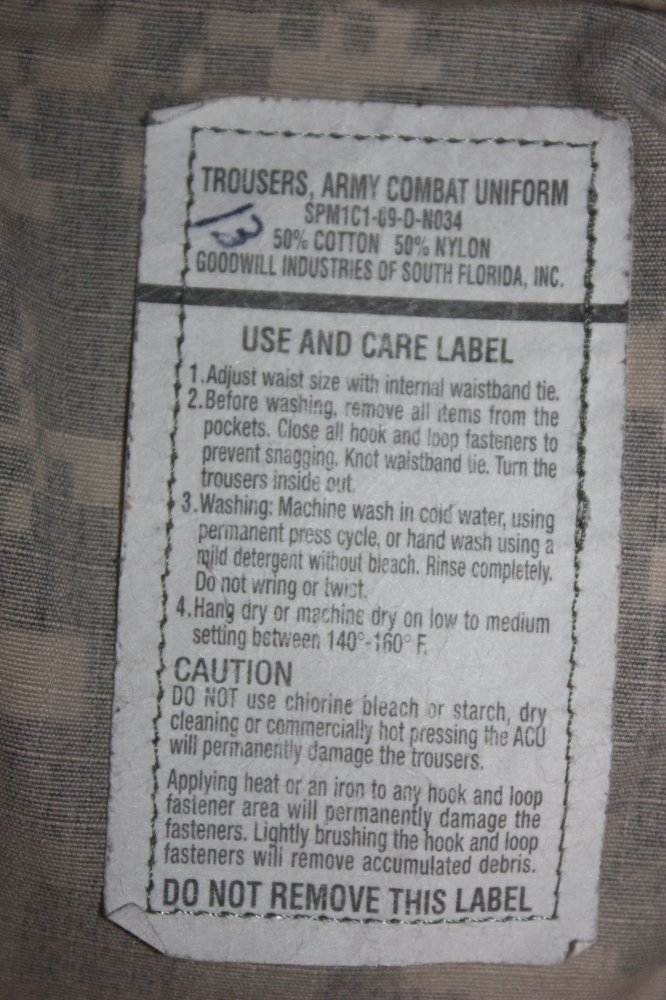 TROUSERS, ARMY COMBAT UNIFORM
SPM1C1-09-D-N034
13
50% COTTON 50% NYLON
GOODWILL INDUSTRIES OF SOUTH FLORIDA, INC.
USE AND CARE LABEL
1.Adjust waist size with internal waistband tie.
2.Before washing, remove all items from the
pockets. Close all hook and loop fasteners to
prevent snagging. Knot waistband tie. Turn the
trousers inside out.
3.Washing: Machine wash in cold water, using
permanent press cycle, or hand wash using a
mild detergent without bleach. Rinse completely.
Do not wring or twist.
4.Hang dry or machine dry on low to medium
setting between 140°-160° F.
CAUTION
DO NOT use chlorine bleach or starch, dry
cleaning or commercially hot pressing the ACU
will permanently damage the trousers.
Applying heat or an iron to any hook and loop
fastener area will permanently damage the
fasteners. Lightly brushing the hook and loop
fasteners will remove accumulated debris.
DO NOT REMOVE THIS LABEL